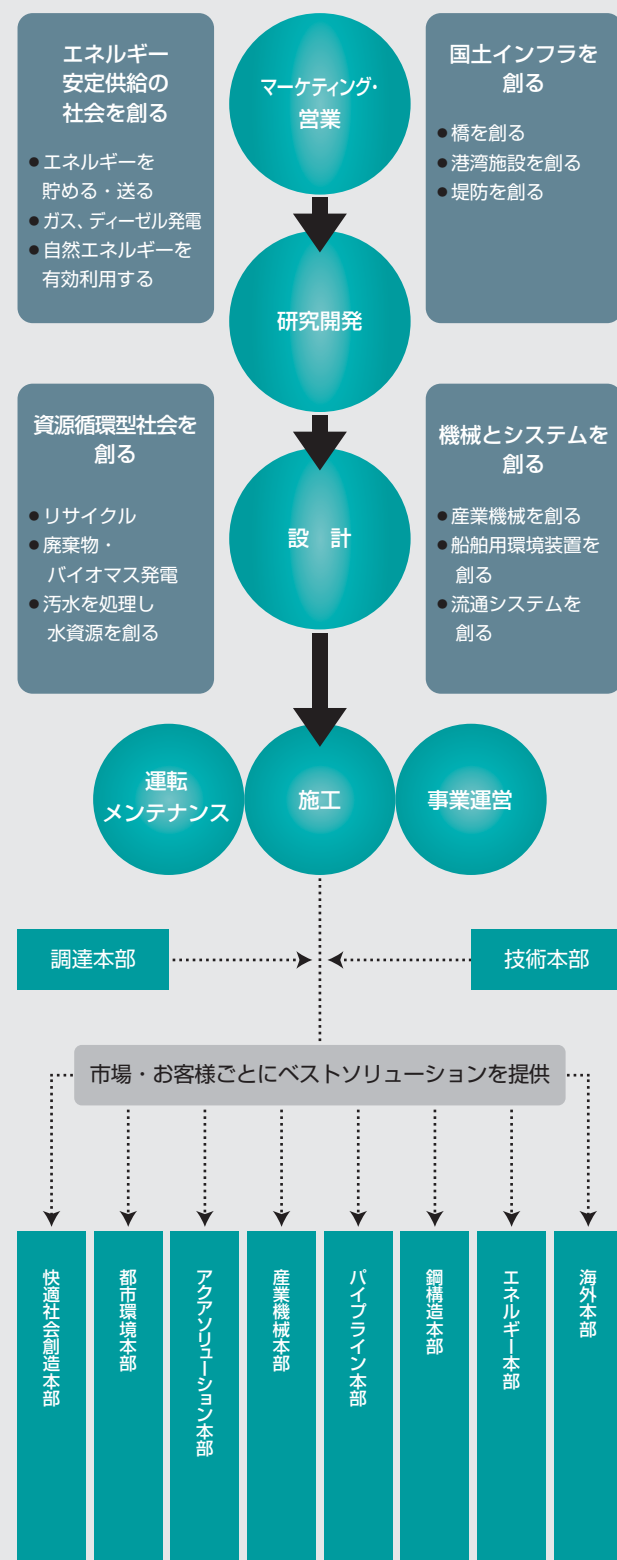 エネルギー
安定供給の
社会を創る
●エネルギーを
貯める・送る
●ガス、ディーゼル発電
●自然エネルギーを
有効利用する
マーケティング・
営業
国土インフラを
創る
●橋を創る
●港湾施設を創る
●堤防を創る
研究開発
資源循環型社会を
創る
●リサイクル
●廃棄物・
バイオマス発電
●汚水を処理し
水資源を創る
設　計
機械とシステムを
創る
●産業機械を創る
●船舶用環境装置を
創る
●流通システムを
創る
運転
メンテナンス
施工
事業運営
調達本部
技術本部
市場・お客様ごとにベストソリューションを提供
快適社会創造本部
都市環境本部
アクアソリューション本部
産業機械本部
パイプライン本部
鋼構造本部
エネルギー本部
海外本部